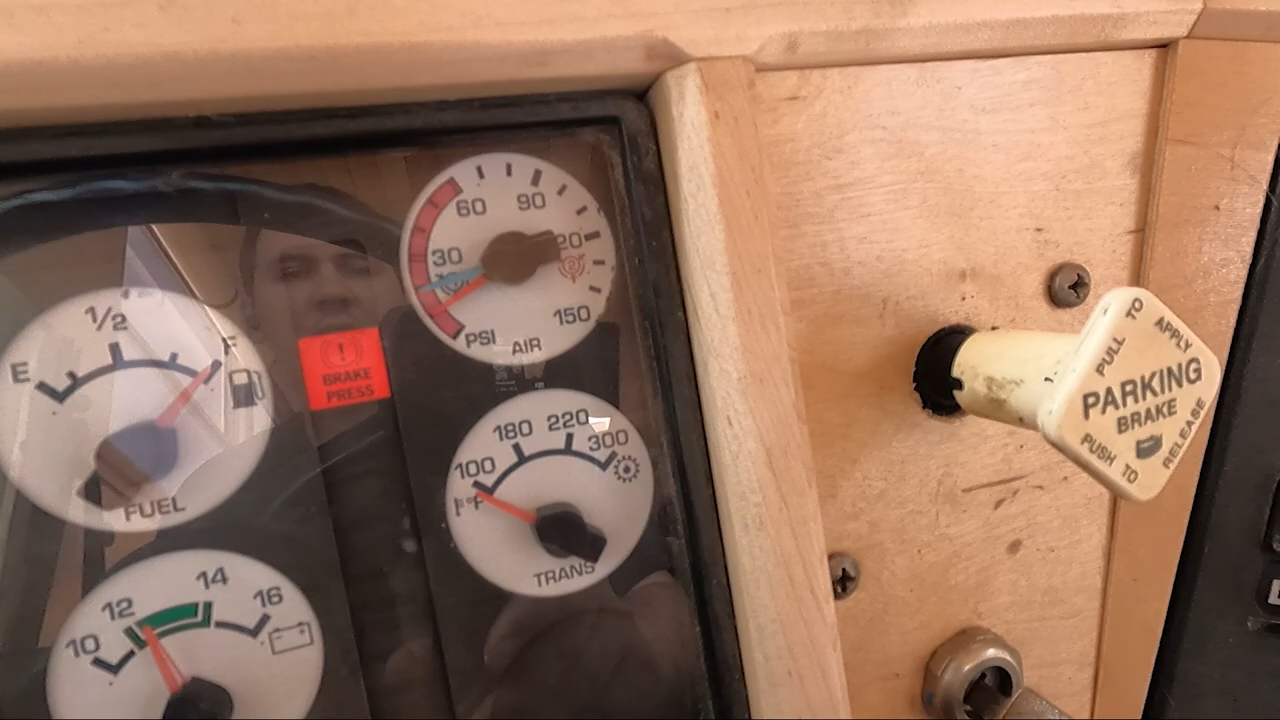 60 90
30 120
150
PSI
AIR
E 1/2 F
FUEL
!
BRAKE
PRESS
180 220
100 300
°F
TRANS
14
12 16
10
PULL TO APPLY
PARKING
BRAKE
PUSH TO RELEASE